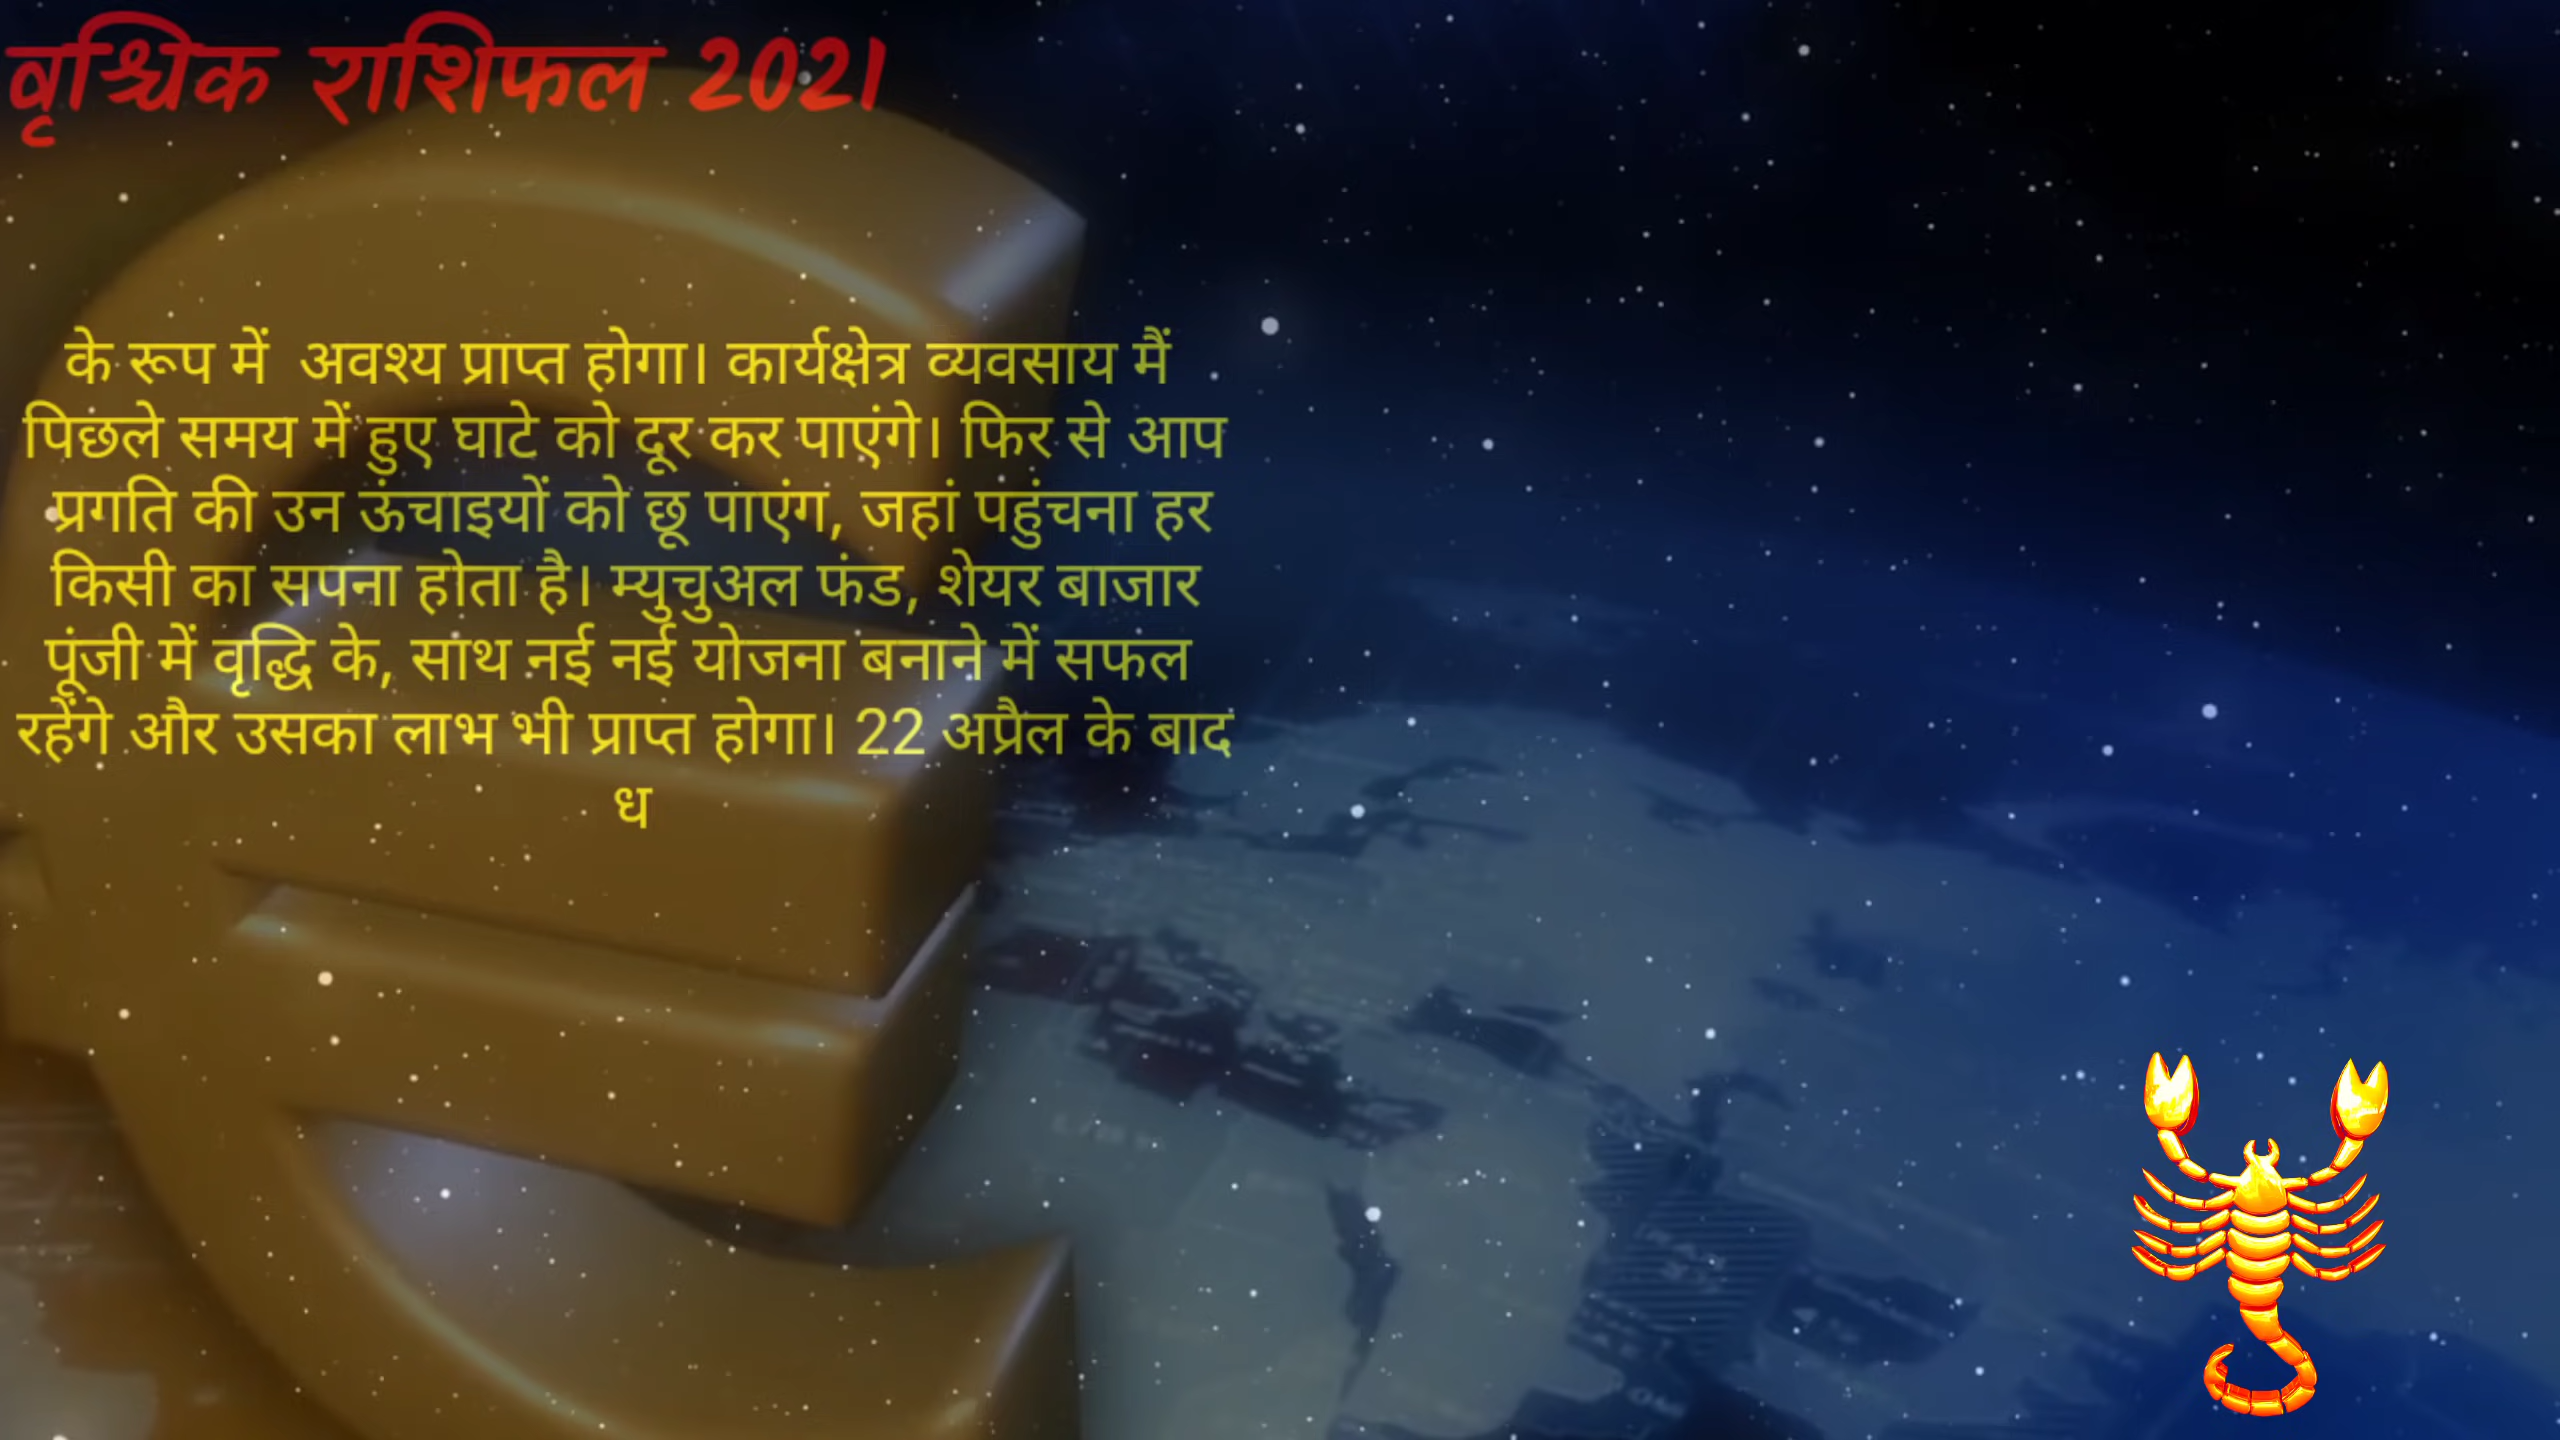 वृश्चिक राशिफल 2021
के रूप में अवश्य प्राप्त होगा। कार्यक्षेत्र व्यवसाय मैं
पिछले समय में हुए घाटे को दूर कर पाएंगे। फिर से आप
प्रगति की उन ऊंचाइयों को छू पाएंग, जहां पहुंचना हर
किसी का सपना होता है। म्युचुअल फंड, शेयर बाजार
पूंजी में वृद्धि के, साथ नई नई योजना बनाने में सफल
रहेंगे और उसका लाभ भी प्राप्त होगा। 22 अप्रैल के बाद
ध